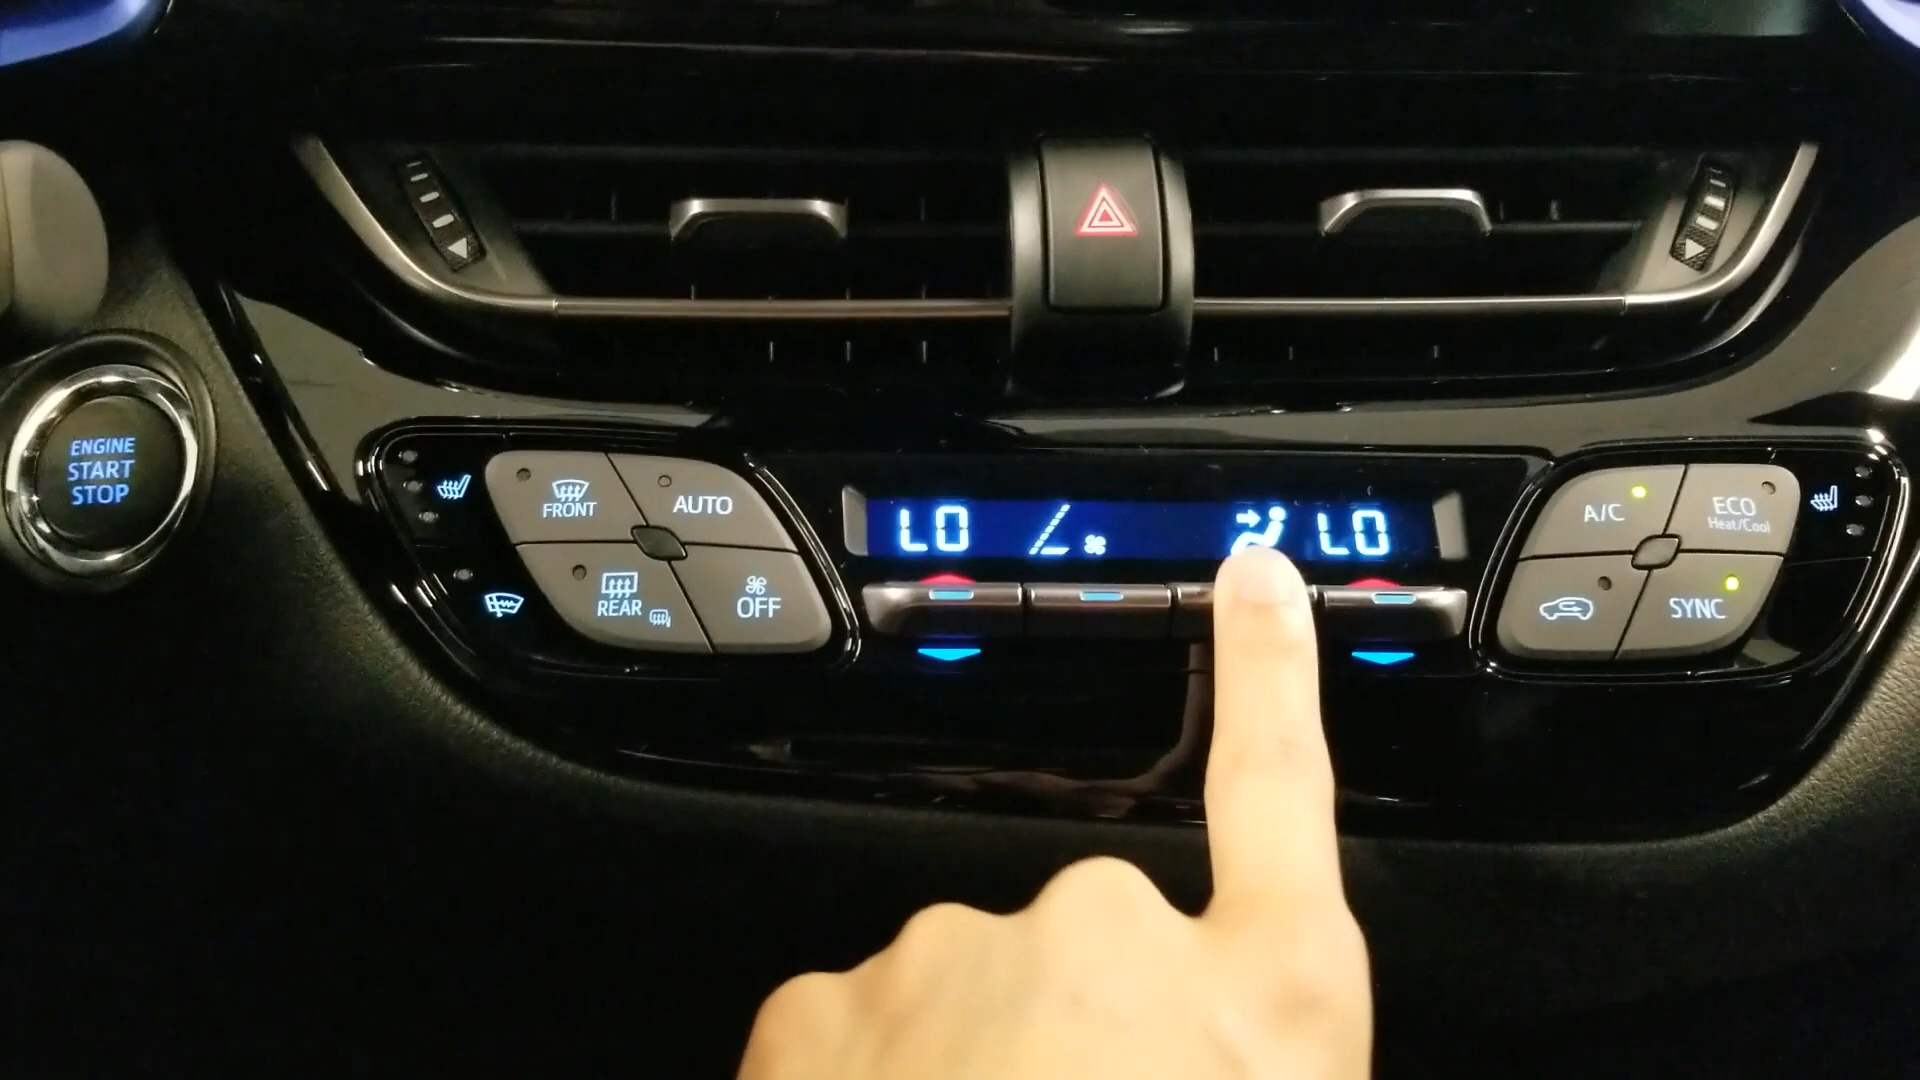 ENGINE
START
STOP
FRONT
AUTO
REAR
OFF
LO
LO
A/C
ECO
Heat/Cool
SYNC